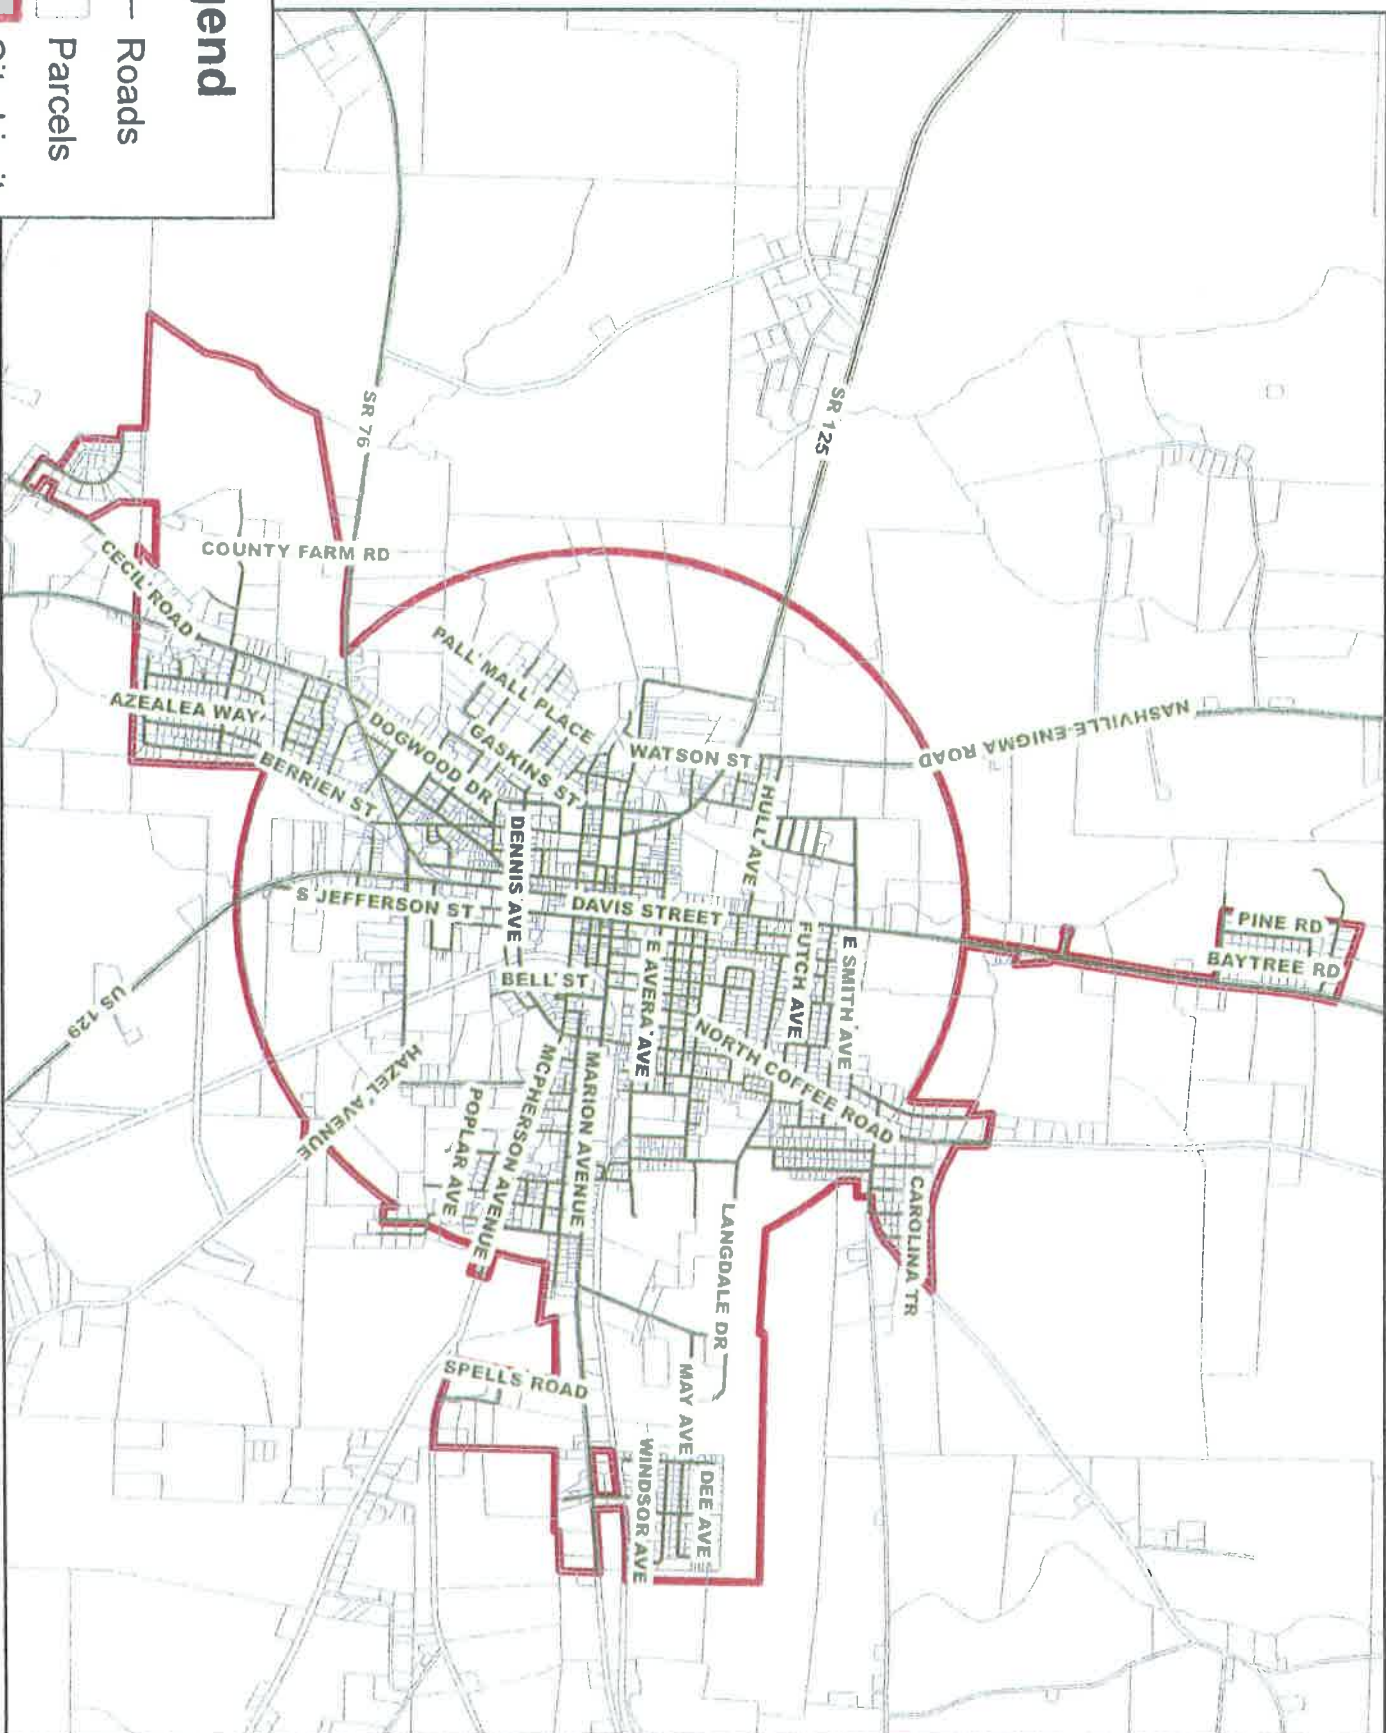 gend
Roads
Parcels
SR 76
SR 125
COUNTY FARM RD
CECIL ROAD
PALL MALL PLACE
NASHVILLE-ENIGMA ROAD
AZEALEA WAY
DOGWOOD DR
GASKINS ST
WATSON ST
BERRIEN ST
HULL AVE
DENNIS AVE
S JEFFERSON ST
DAVIS STREET
PINE RD
BAYTREE RD
E AVERA AVE
FUTCH AVE
E SMITH AVE
BELL ST
US 129
NORTH COFFEE ROAD
HAZEL AVENUE
MCPHERSON AVENUE
MARION AVENUE
POPLAR AVE
CAROLINA TR
LANGDALE DR
SPELLS ROAD
MAY AVE
WINDSOR AVE
DEE AVE